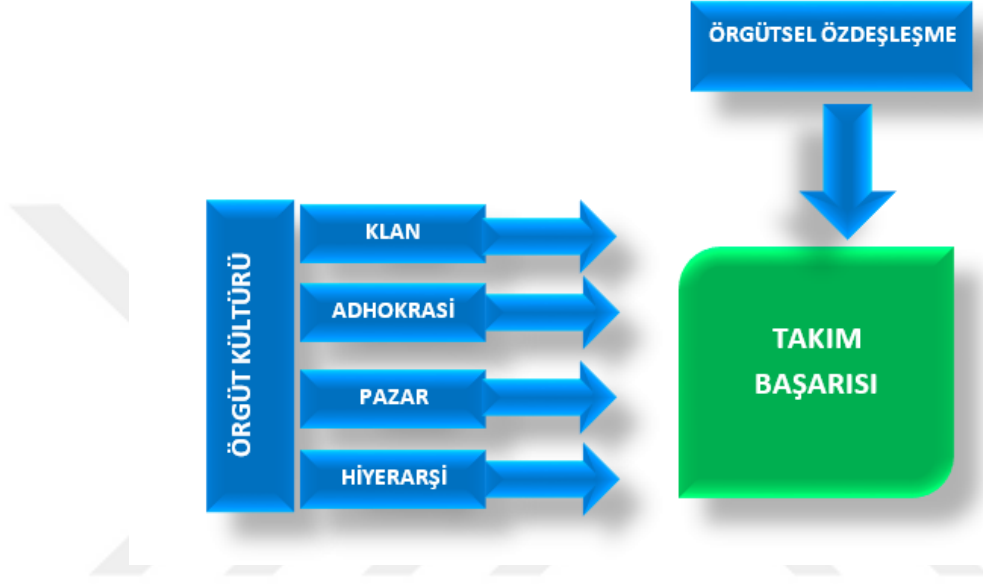 ÖRGÜTSEL ÖZDEŞLEŞME
ÖRGÜT KÜLTÜRÜ
KLAN
ADHOKRASİ
PAZAR
HİYERARŞİ
TAKIM
BAŞARISI